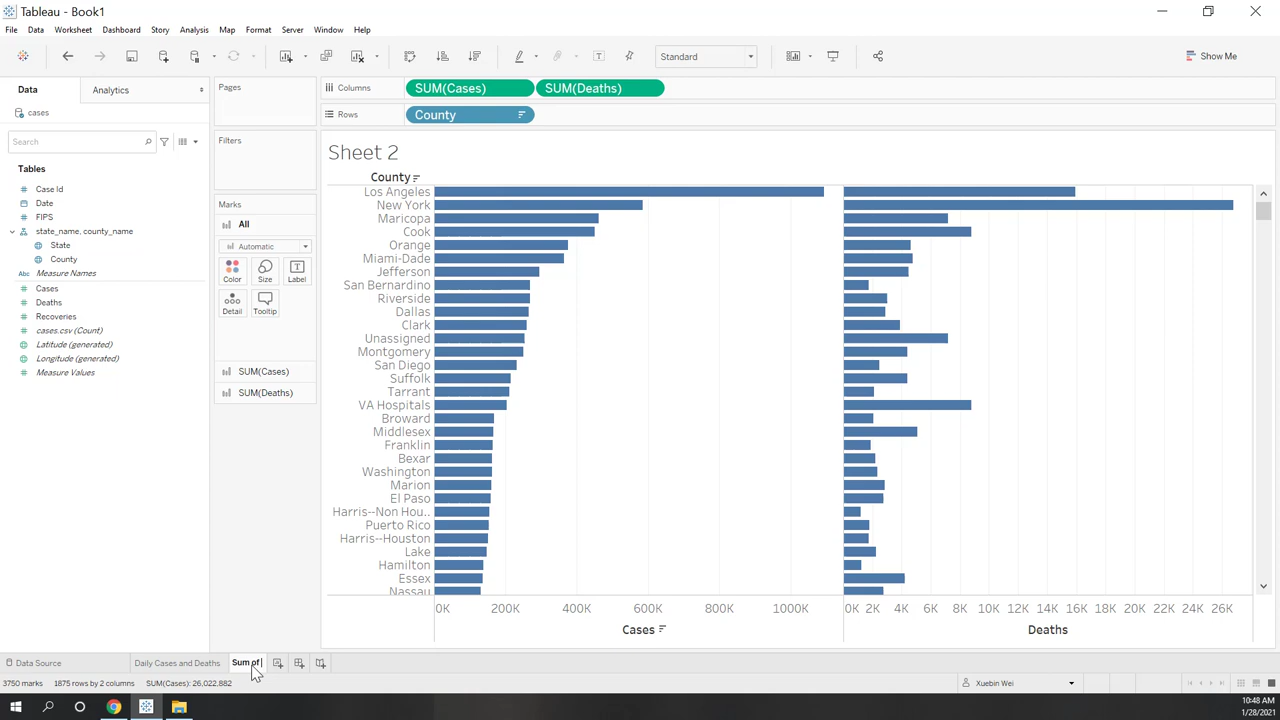 Tableau - Book1
File Data Worksheet Dashboard Story Analysis Map Format Server Window Help
Standard
Show Me
Data
Analytics
cases
Search
Tables
Case Id
Date
FIPS
state_name, county_name
State
County
Abc Measure Names
Cases
Deaths
Recoveries
cases.csv (Count)
Latitude (generated)
Longitude (generated)
Measure Values
Pages
Filters
Marks
All
Automatic
Color Size Label
Detail Tooltip
SUM(Cases)
SUM(Deaths)
Columns SUM(Cases) SUM(Deaths)
Rows County
Sheet 2
County
Los Angeles
New York
Maricopa
Cook
Orange
Miami-Dade
Jefferson
San Bernardino
Riverside
Dallas
Clark
Unassigned
Montgomery
San Diego
Suffolk
Tarrant
VA Hospitals
Broward
Middlesex
Franklin
Bexar
Washington
Marion
El Paso
Harris--Non Hou..
Puerto Rico
Harris--Houston
Lake
Hamilton
Essex
Nassau
0K 200K 400K 600K 800K 1000K
0K 2K 4K 6K 8K 10K 12K 14K 16K 18K 20K 22K 24K 26K
Cases
Deaths
Data Source
Daily Cases and Deaths
Sum of
3750 marks 1875 rows by 2 columns SUM(Cases): 26,022,882
Xuebin Wei
10:48 AM
1/28/2021